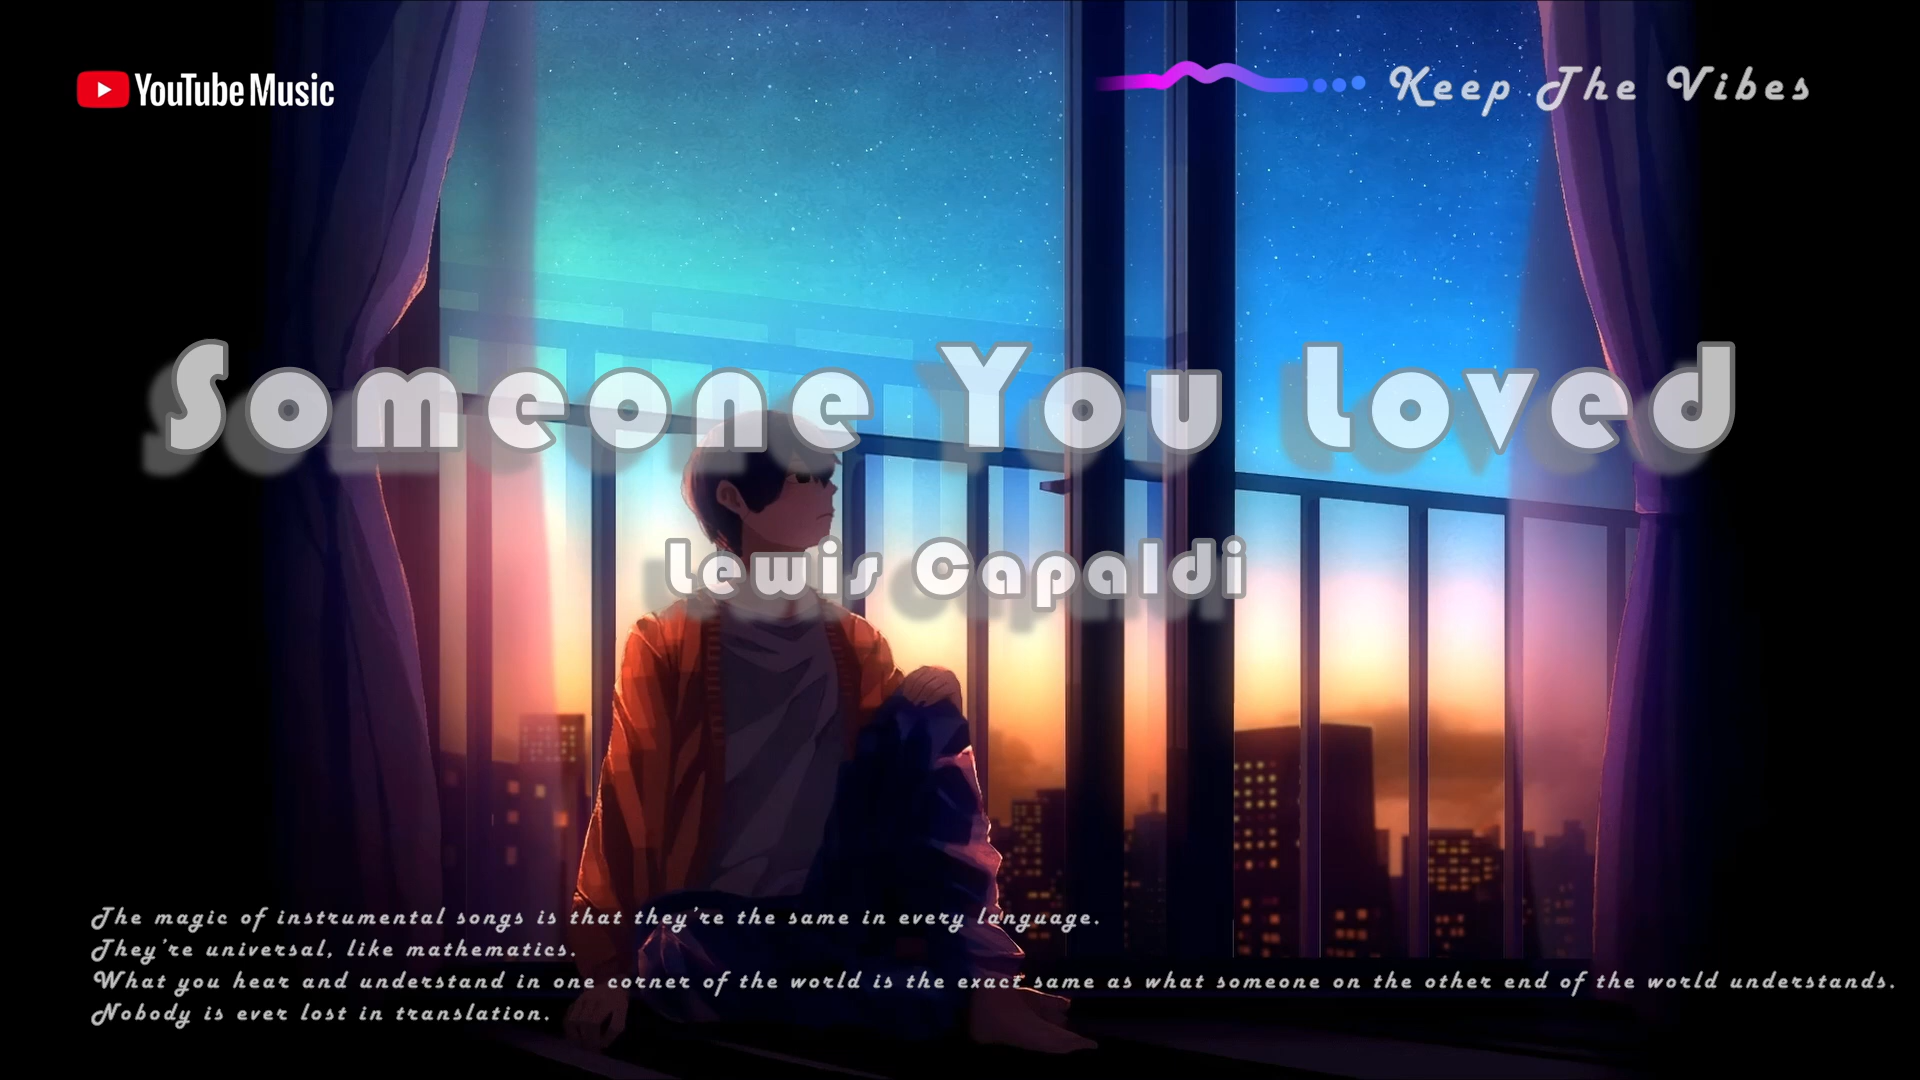 YouTube Music
Keep The Vibes
Someone You Loved
Lewis Capaldi
The magic of instrumental songs is that they're the same in every language.
They're universal, like mathematics.
What you hear and understand in one corner of the world is the exact same as what someone on the other end of the world understands.
Nobody is ever lost in translation.